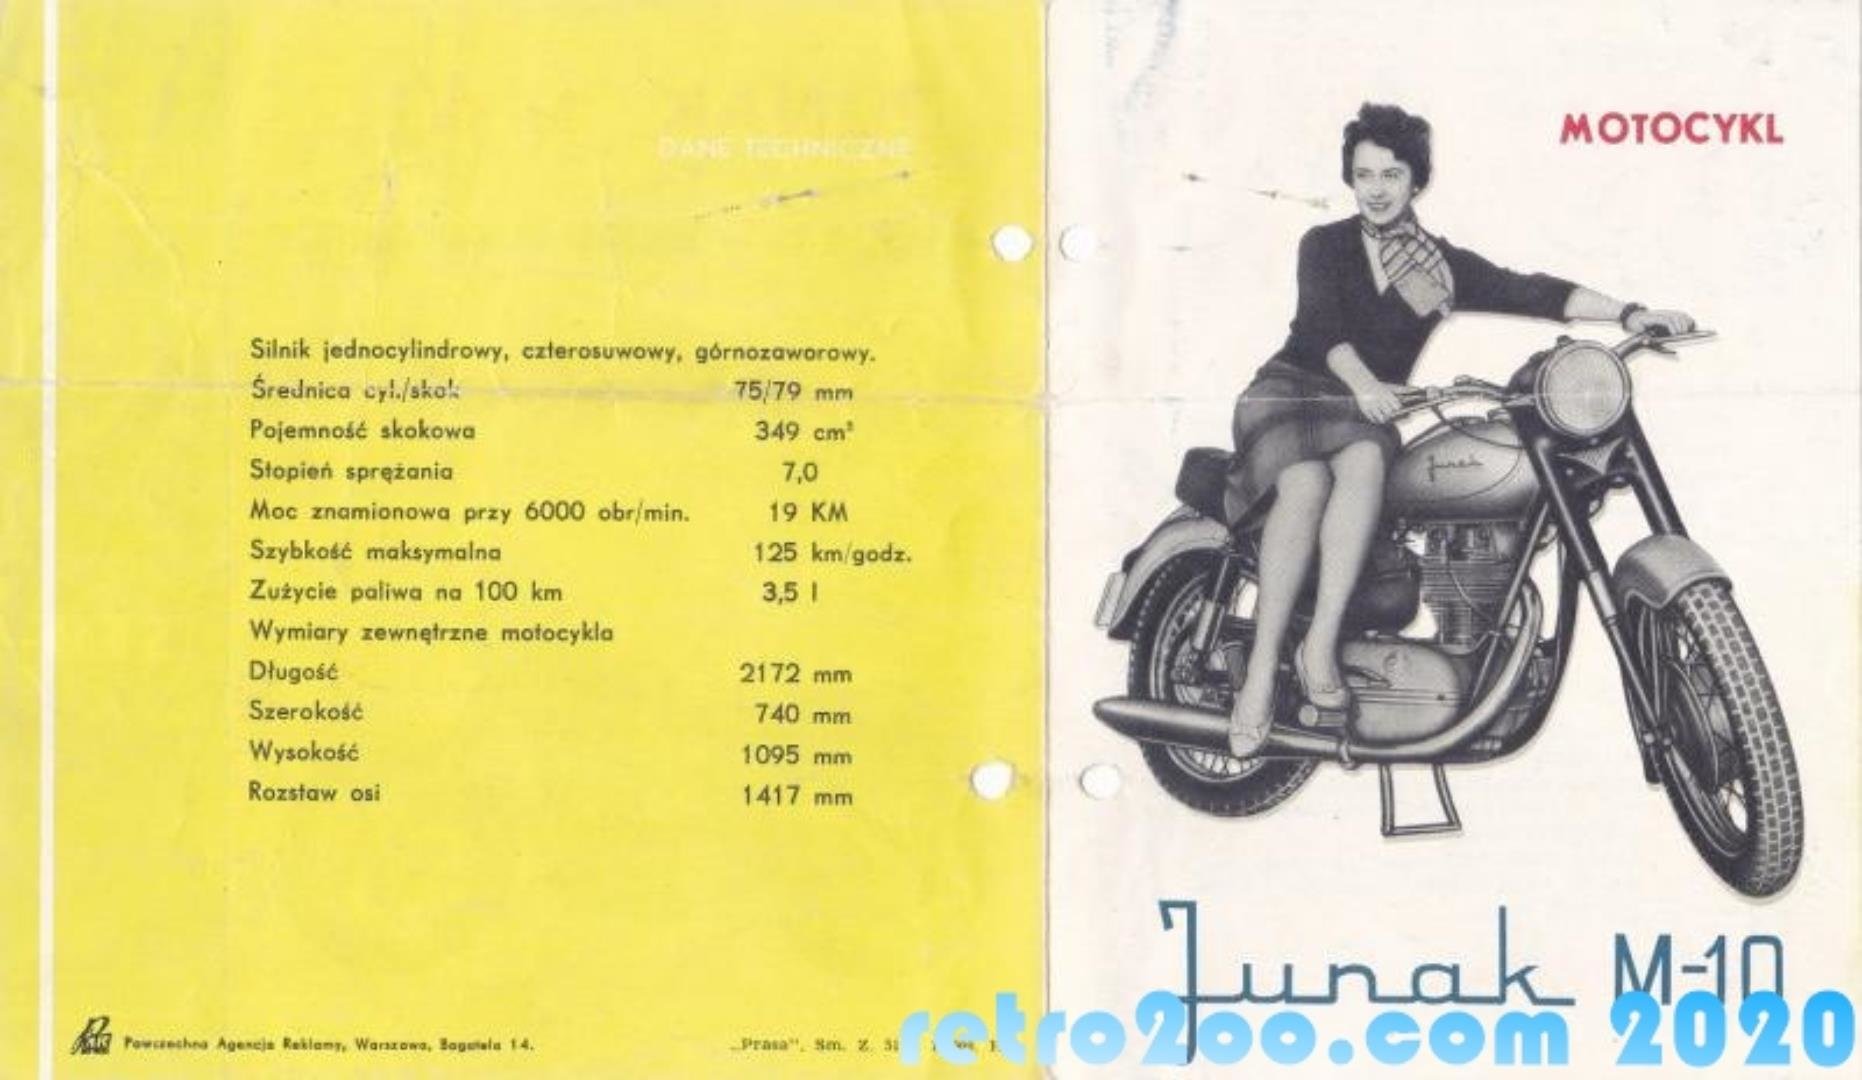 DANE TECHNICZNE
Silnik jednocylindrowy, czterosuwowy, górnozaworowy.
Średnica cyl./skok 75/79 mm
Pojemność skokowa 349 cm³
Stopień sprężania 7,0
Moc znamionowa przy 6000 obr/min. 19 KM
Szybkość maksymalna 125 km/godz.
Zużycie paliwa na 100 km 3,5 l
Wymiary zewnętrzne motocykla
Długość 2172 mm
Szerokość 740 mm
Wysokość 1095 mm
Rozstaw osi 1417 mm
Powszechna Agencja Reklamy, Warszawa, Bagatela 14.
„Prasa”, Sm. Z.
MOTOCYKL
Junak
Junak M-10
retro2oo.com 2020